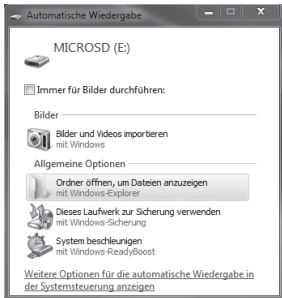 Automatische Wiedergabe
MICROSD (E:)
Immer für Bilder durchführen:
Bilder
Bilder und Videos importieren
mit Windows
Allgemeine Optionen
Ordner öffnen, um Dateien anzuzeigen
mit Windows-Explorer
Dieses Laufwerk zur Sicherung verwenden
mit Windows-Sicherung
System beschleunigen
mit Windows-ReadyBoost
Weitere Optionen für die automatische Wiedergabe in
der Systemsteuerung anzeigen